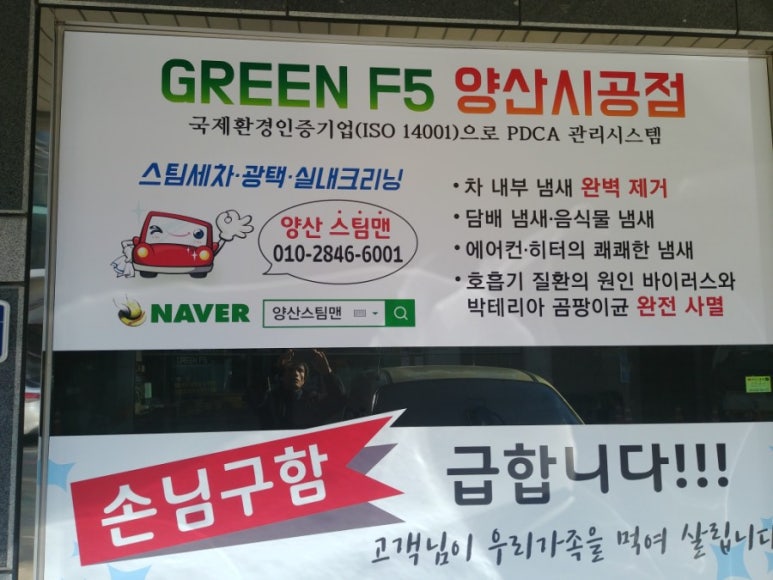 GREEN F5 양산시공점
국제환경인증기업(ISO 14001)으로 PDCA 관리시스템
스팀세차·광택·실내크리닝
양산 스팀맨
010-2846-6001
NAVER 양산스팀맨
• 차 내부 냄새 완벽 제거
• 담배 냄새·음식물 냄새
• 에어컨·히터의 쾌쾌한 냄새
• 호흡기 질환의 원인 바이러스와
박테리아 곰팡이균 완전 사멸
손님구함 급합니다!!!
고객님이 우리가족을 먹여 살립니다